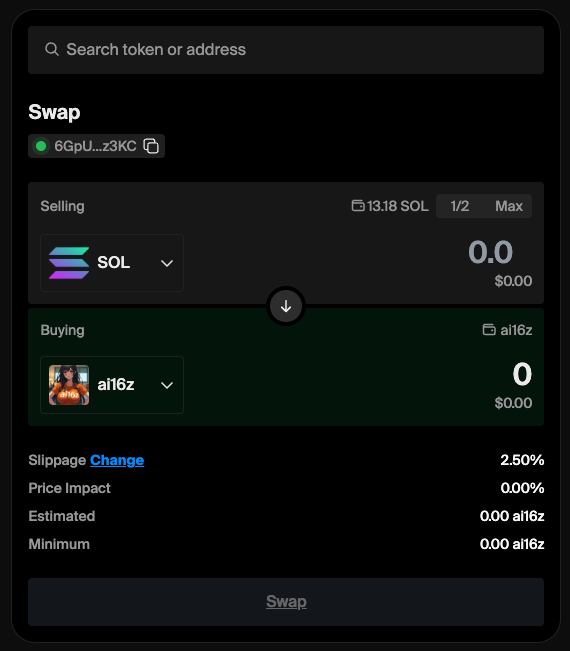 Search token or address
Swap
6GpU...z3KC
Selling 13.18 SOL 1/2 Max
SOL 0.0
$0.00
Buying ai16z
ai16z 0
$0.00
Slippage Change 2.50%
Price Impact 0.00%
Estimated 0.00 ai16z
Minimum 0.00 ai16z
Swap